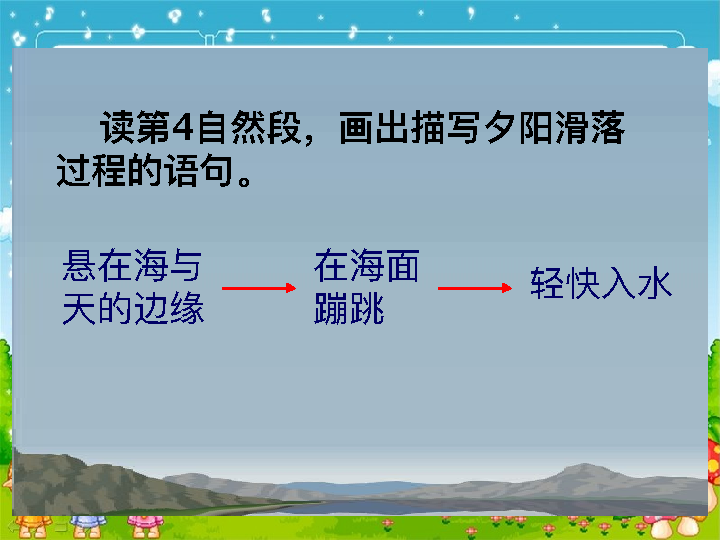 读第4自然段，画出描写夕阳滑落
过程的语句。
悬在海与
天的边缘
在海面
蹦跳
轻快入水